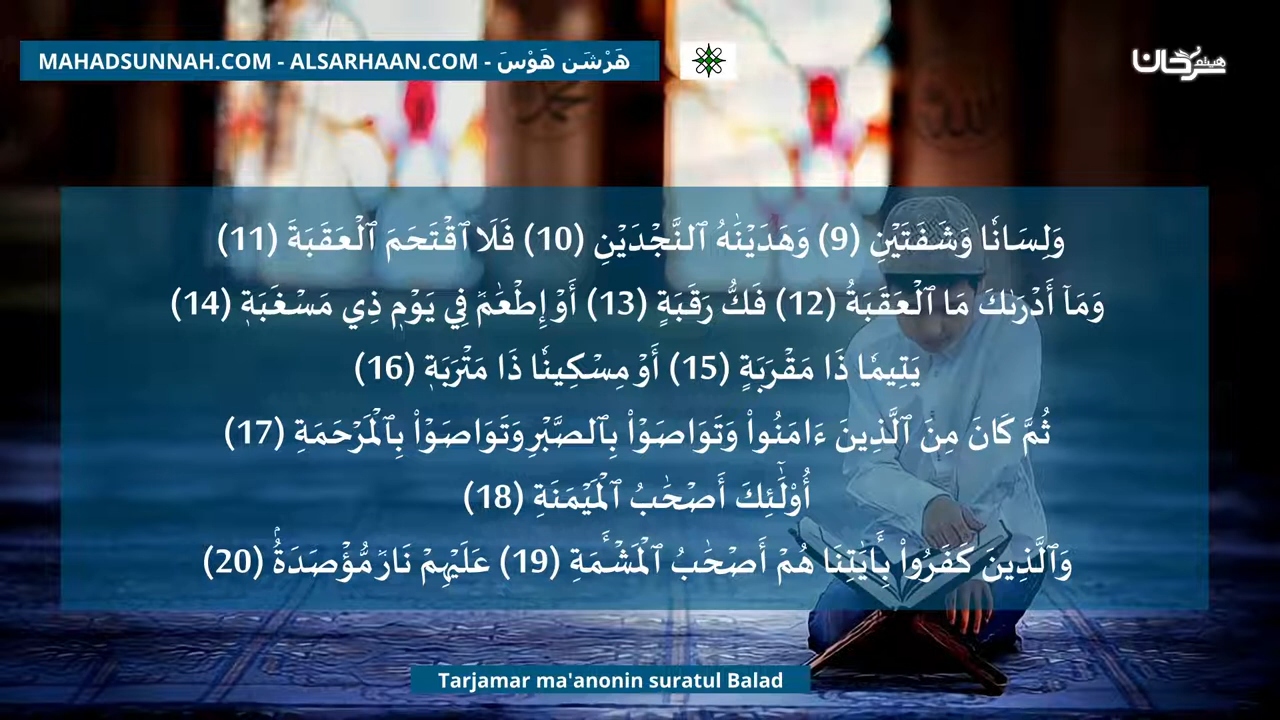 MAHADSUNNAH.COM - ALSARHAAN.COM - هَرْشَن هَوْسَ
هيثم سرحان
وَلِسَانٗا وَشَفَتَيۡنِ (9) وَهَدَيۡنَٰهُ ٱلنَّجۡدَيۡنِ (10) فَلَا ٱقۡتَحَمَ ٱلۡعَقَبَةَ (11)
وَمَآ أَدۡرَىٰكَ مَا ٱلۡعَقَبَةُ (12) فَكُّ رَقَبَةٍ (13) أَوۡ إِطۡعَٰمٞ فِي يَوۡمٖ ذِي مَسۡغَبَةٖ (14)
يَتِيمٗا ذَا مَقۡرَبَةٍ (15) أَوۡ مِسۡكِينٗا ذَا مَتۡرَبَةٖ (16)
ثُمَّ كَانَ مِنَ ٱلَّذِينَ ءَامَنُواْ وَتَوَاصَوۡاْ بِٱلصَّبۡرِ وَتَوَاصَوۡاْ بِٱلۡمَرۡحَمَةِ (17)
أُوْلَٰٓئِكَ أَصۡحَٰبُ ٱلۡمَيۡمَنَةِ (18)
وَٱلَّذِينَ كَفَرُواْ بِـَٔايَٰتِنَا هُمۡ أَصۡحَٰبُ ٱلۡمَشۡـَٔمَةِ (19) عَلَيۡهِمۡ نَارٞ مُّؤۡصَدَةُۢ (20)
Tarjamar ma'anonin suratul Balad